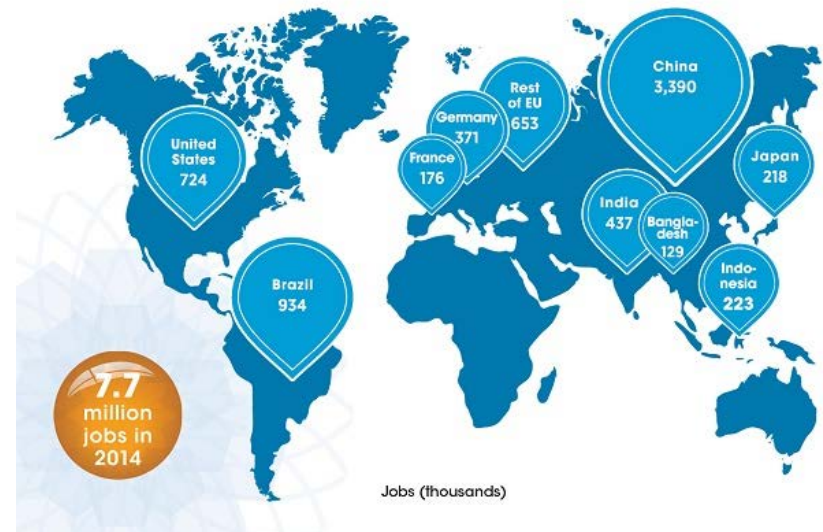 United
States
724
Brazil
934
France
176
Germany
371
Rest
of EU
653
China
3,390
India
437
Bangla-
desh
129
Japan
218
Indo-
nesia
223
7.7
million
jobs in
2014
Jobs (thousands)